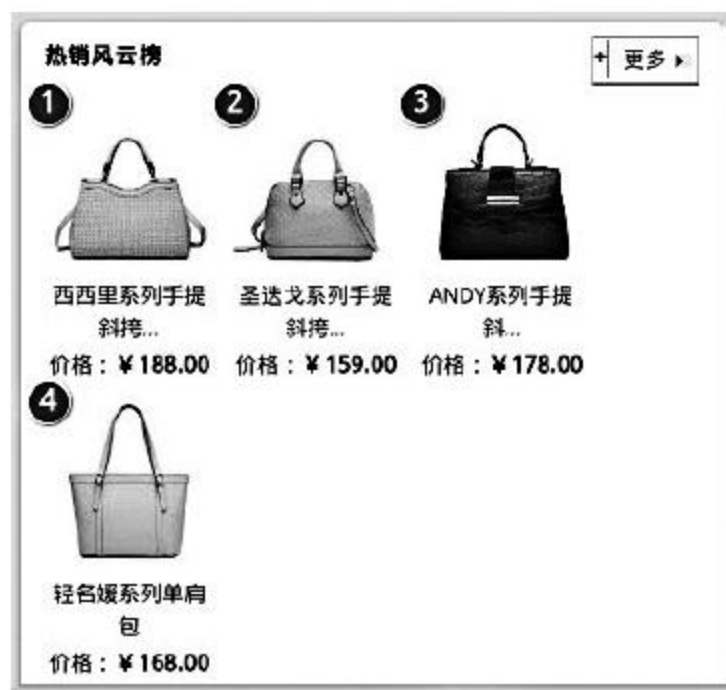 热销风云榜
+ 更多
1
2
3
西西里系列手提
斜挎...
价格：￥188.00
圣迭戈系列手提
斜挎...
价格：￥159.00
ANDY系列手提
斜...
价格：￥178.00
4
轻名媛系列单肩
包
价格：￥168.00